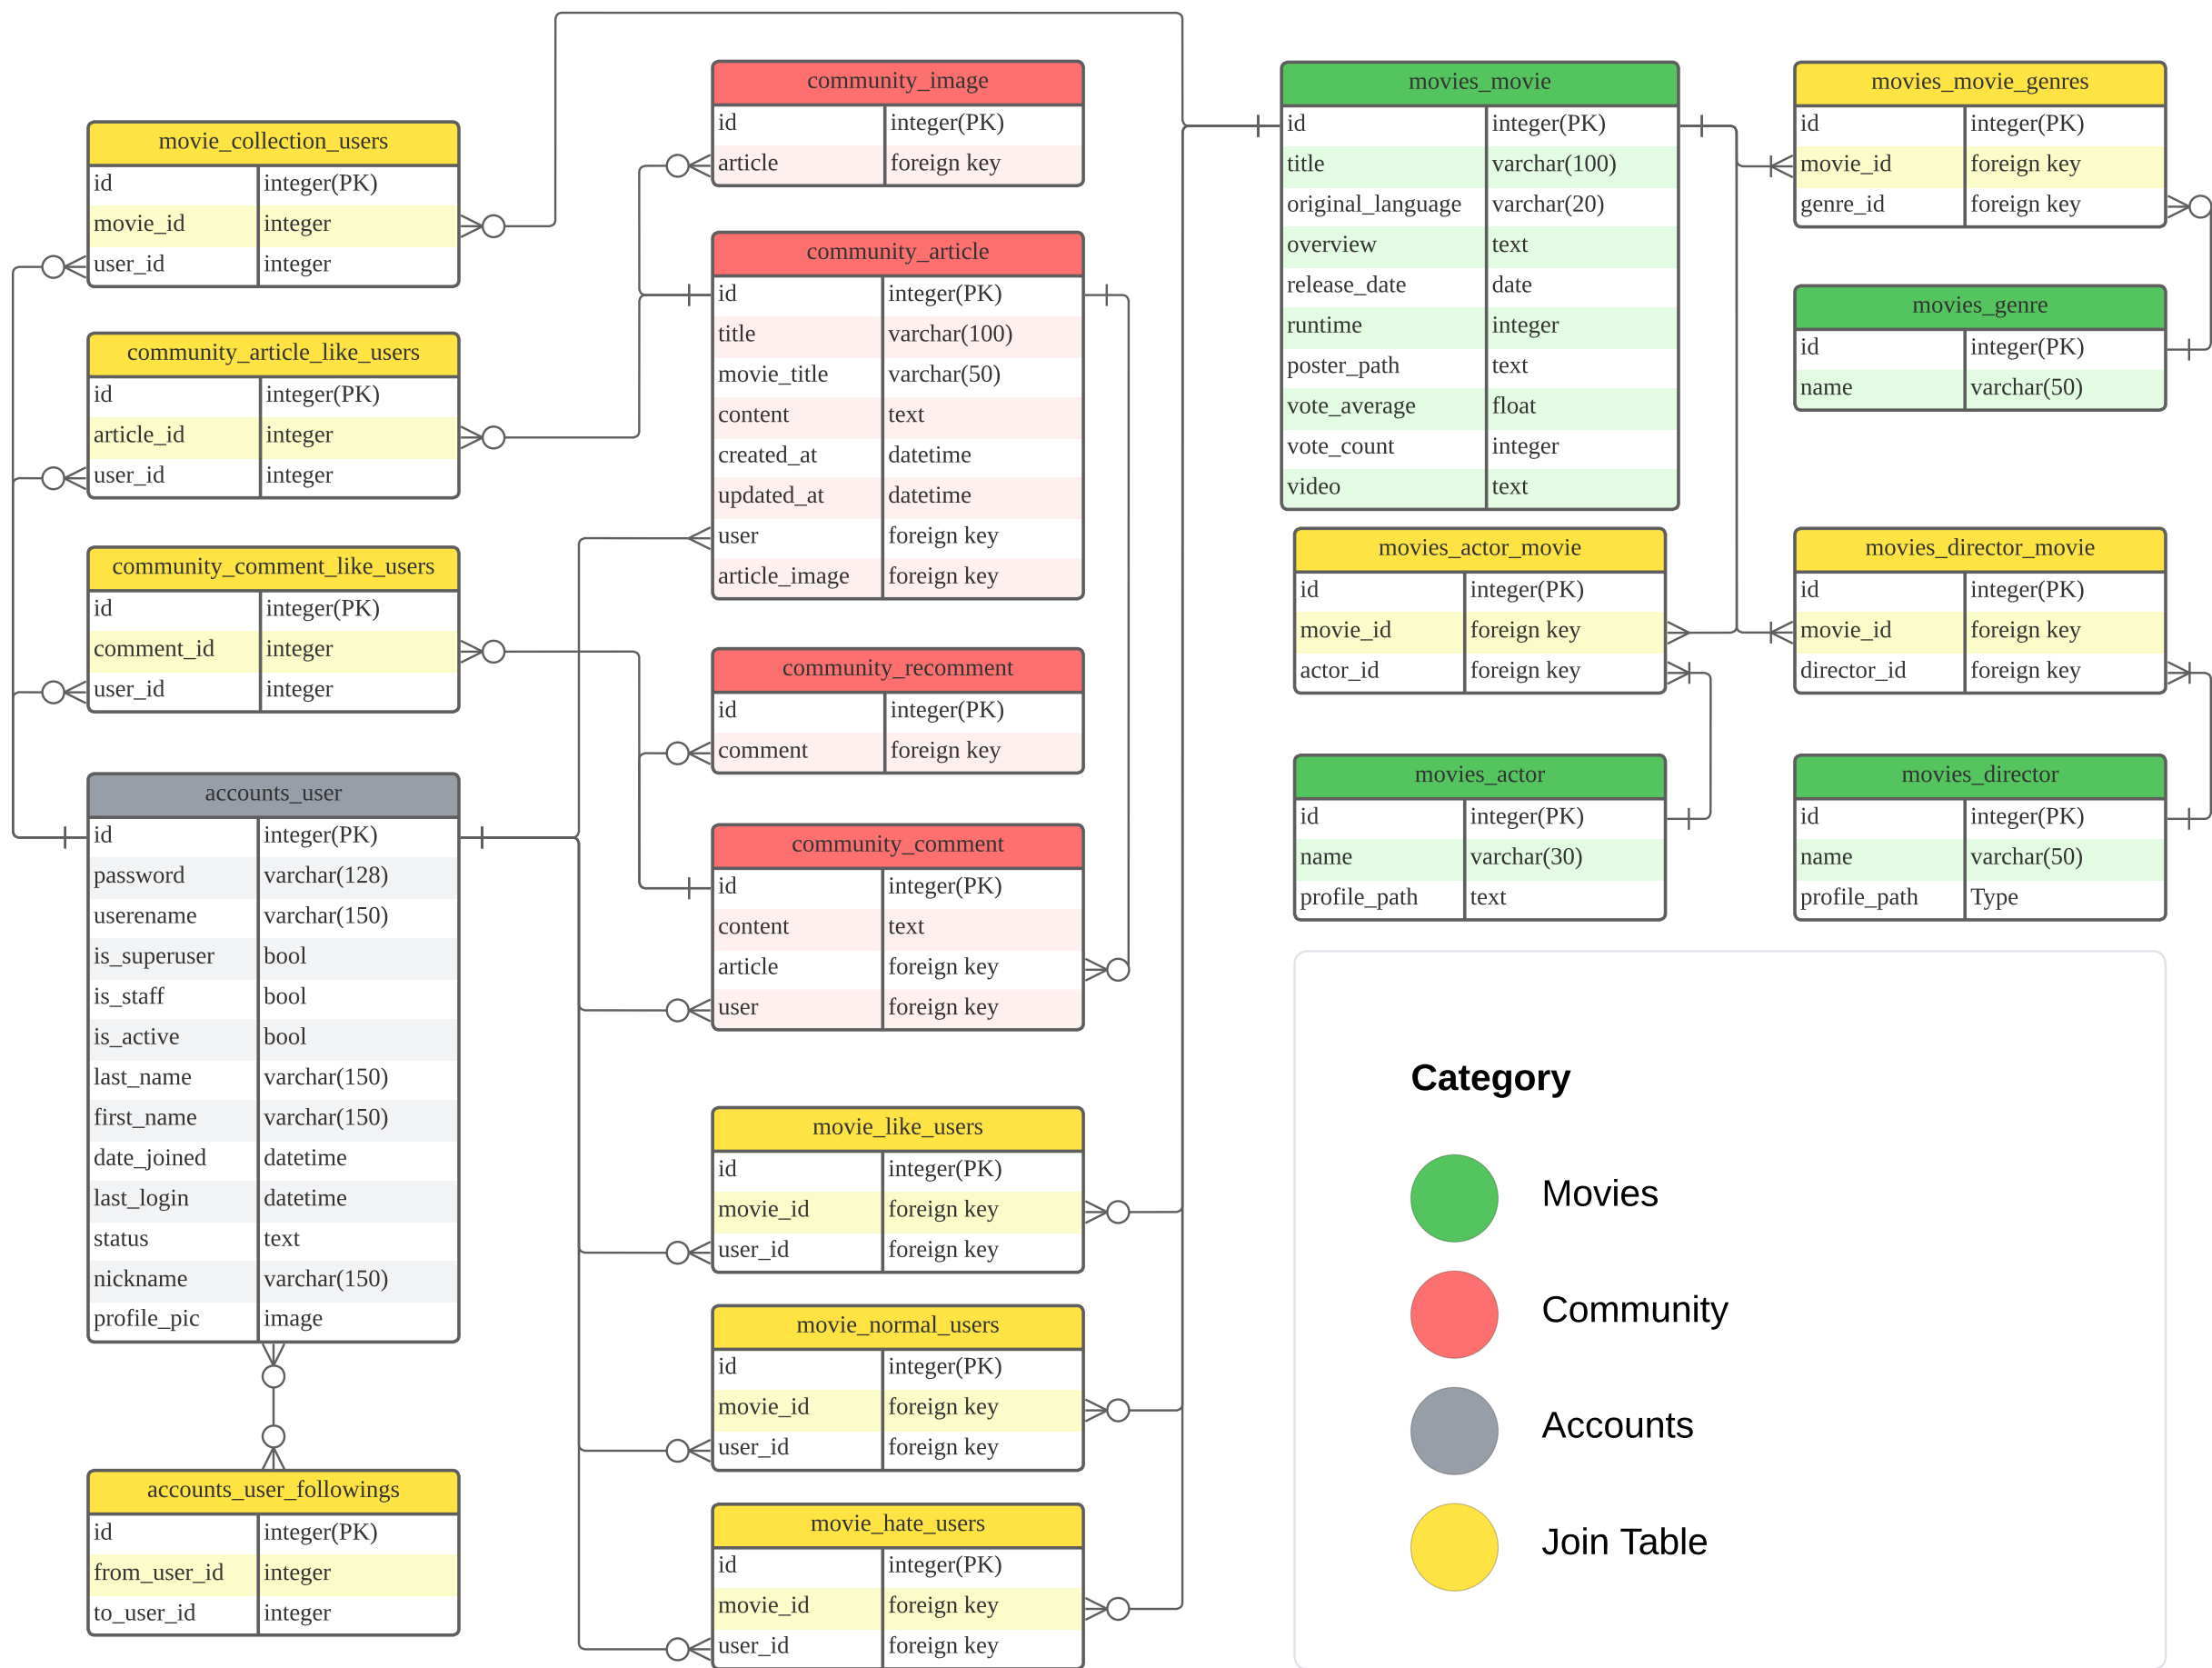 movie_collection_users
id integer(PK)
movie_id integer
user_id integer
community_article_like_users
id integer(PK)
article_id integer
user_id integer
community_comment_like_users
id integer(PK)
comment_id integer
user_id integer
accounts_user
id integer(PK)
password varchar(128)
userename varchar(150)
is_superuser bool
is_staff bool
is_active bool
last_name varchar(150)
first_name varchar(150)
date_joined datetime
last_login datetime
status text
nickname varchar(150)
profile_pic image
accounts_user_followings
id integer(PK)
from_user_id integer
to_user_id integer
community_image
id integer(PK)
article foreign key
community_article
id integer(PK)
title varchar(100)
movie_title varchar(50)
content text
created_at datetime
updated_at datetime
user foreign key
article_image foreign key
community_recomment
id integer(PK)
comment foreign key
community_comment
id integer(PK)
content text
article foreign key
user foreign key
movie_like_users
id integer(PK)
movie_id foreign key
user_id foreign key
movie_normal_users
id integer(PK)
movie_id foreign key
user_id foreign key
movie_hate_users
id integer(PK)
movie_id foreign key
user_id foreign key
movies_movie
id integer(PK)
title varchar(100)
original_language varchar(20)
overview text
release_date date
runtime integer
poster_path text
vote_average float
vote_count integer
video text
movies_actor_movie
id integer(PK)
movie_id foreign key
actor_id foreign key
movies_actor
id integer(PK)
name varchar(30)
profile_path text
movies_movie_genres
id integer(PK)
movie_id foreign key
genre_id foreign key
movies_genre
id integer(PK)
name varchar(50)
movies_director_movie
id integer(PK)
movie_id foreign key
director_id foreign key
movies_director
id integer(PK)
name varchar(50)
profile_path Type
Category
Movies
Community
Accounts
Join Table